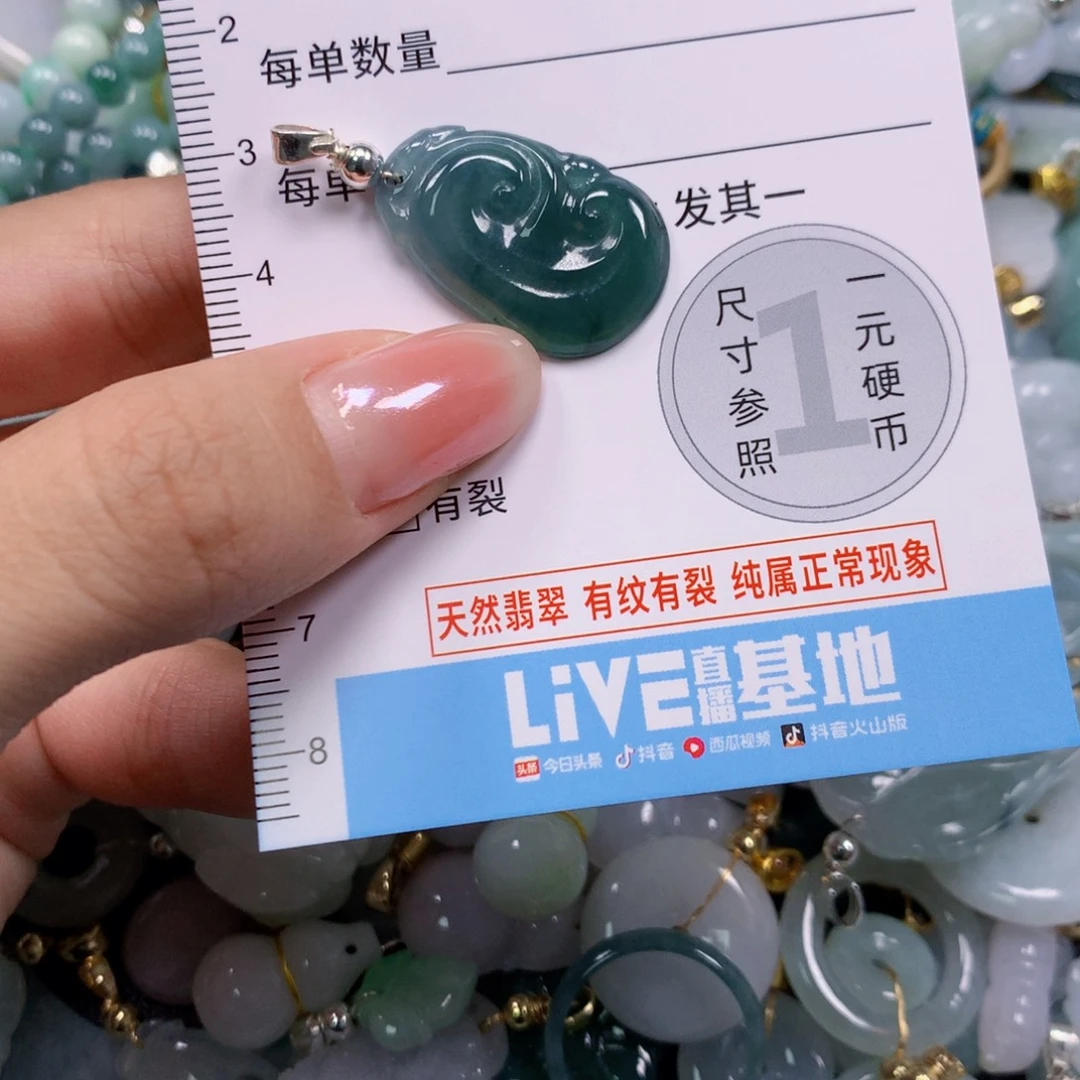 2
每单数量
3
每单
发其一
4
尺寸参照
1
一元硬币
有裂
天然翡翠 有纹有裂 纯属正常现象
7
LiVE直播基地
8
头条 今日头条 抖音 西瓜视频 抖音火山版